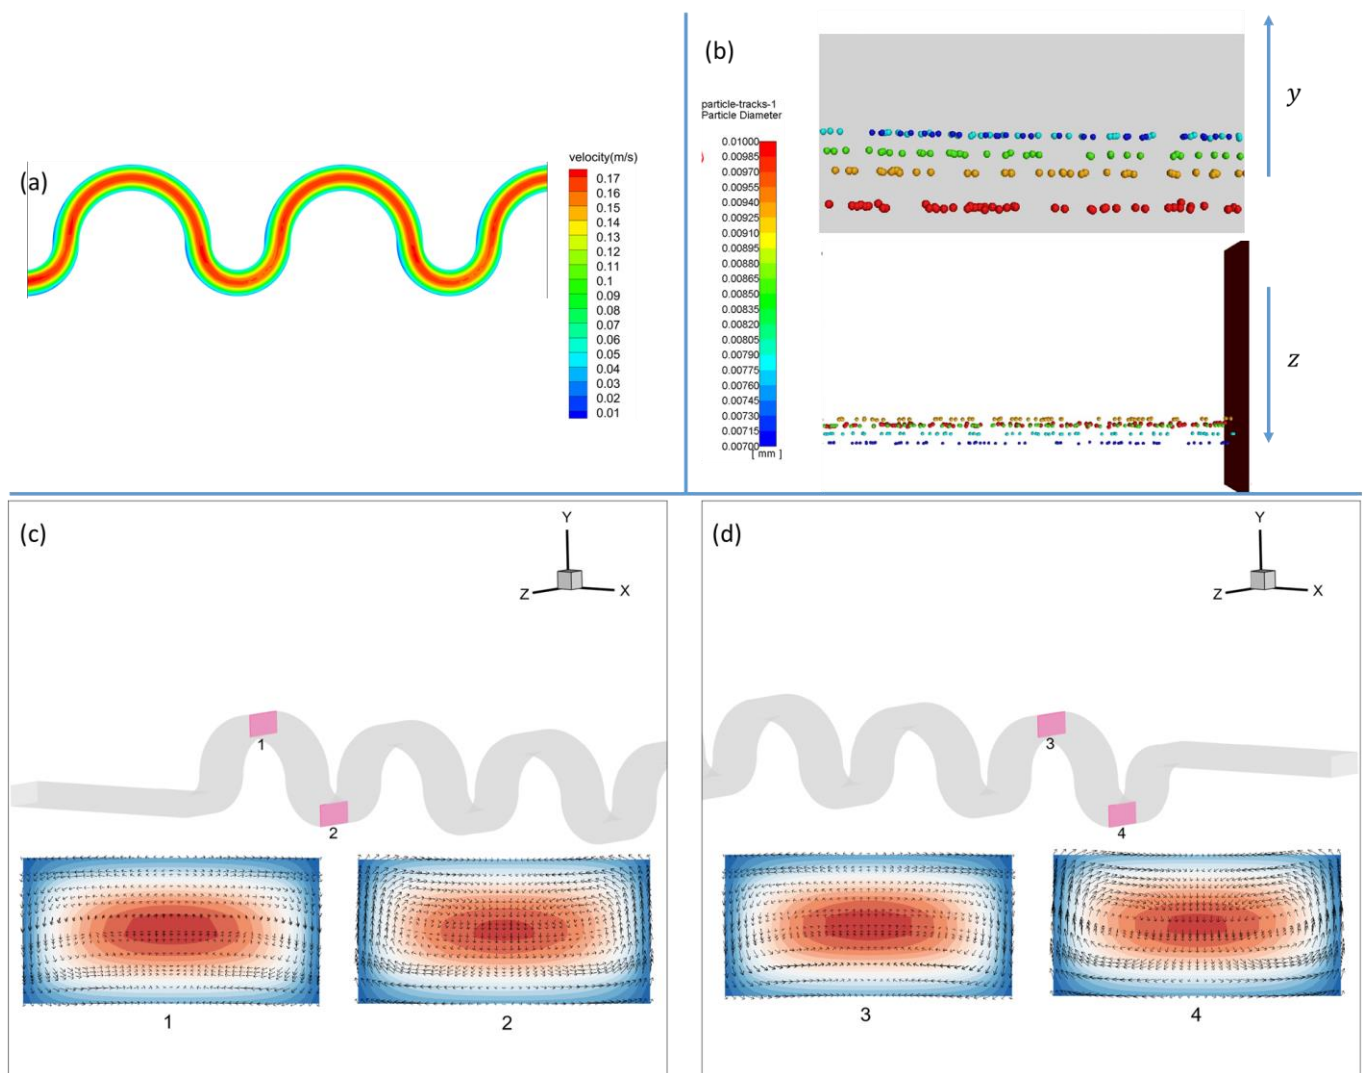 (a)
velocity(m/s)
0.17
0.16
0.15
0.14
0.13
0.12
0.11
0.1
0.09
0.08
0.07
0.06
0.05
0.04
0.03
0.02
0.01
(b)
particle-tracks-1
Particle Diameter
0.01000
0.00985
0.00970
0.00955
0.00940
0.00925
0.00910
0.00895
0.00880
0.00865
0.00850
0.00835
0.00820
0.00805
0.00790
0.00775
0.00760
0.00745
0.00730
0.00715
0.00700
[ mm ]
y
z
(c)
Y
Z
X
1
2
1
2
(d)
Y
Z
X
3
4
3
4